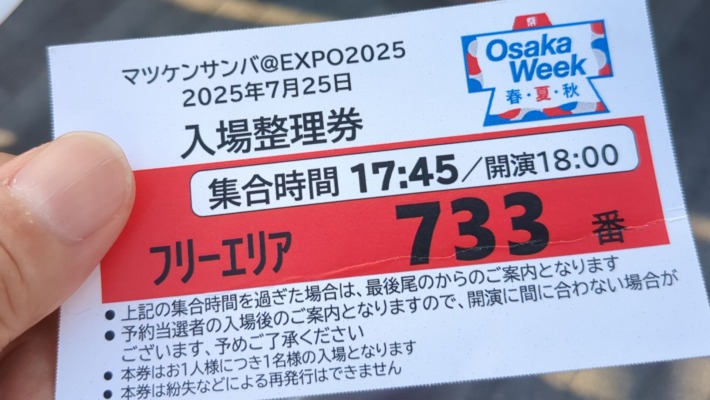 マツケンサンバ@EXPO2025
2025年7月25日
入場整理券
祭
Osaka
Week
春・夏・秋
集合時間 17:45／開演18:00
フリーエリア 733 番
● 上記の集合時間を過ぎた場合は、最後尾のからのご案内となります
● 予約当選者の入場後のご案内となりますので、開演に間に合わない場合が
ございます、予めご了承ください
● 本券はお1人様につき1名様の入場となります
● 本券は紛失などによる再発行はできません